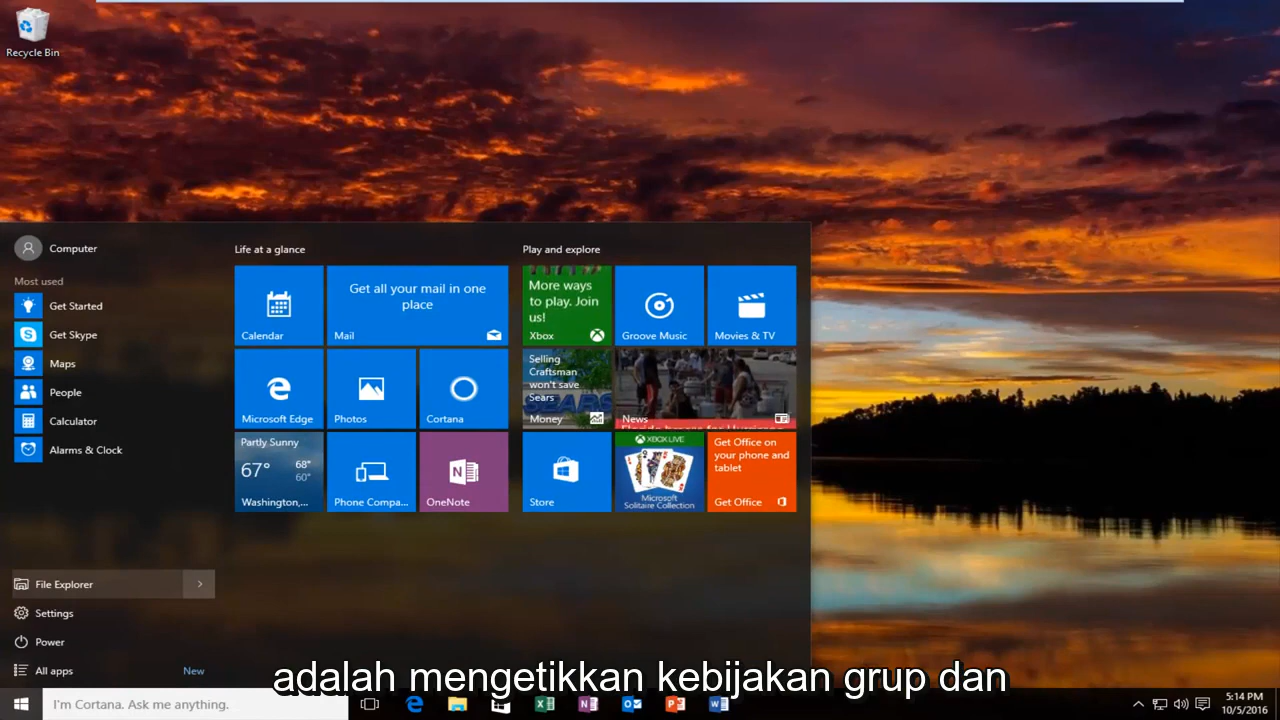 Recycle Bin
Computer
Most used
Get Started
Get Skype
Maps
People
Calculator
Alarms & Clock
File Explorer
Settings
Power
All apps
New
Life at a glance
Calendar
Get all your mail in one
place
Mail
Microsoft Edge
Photos
Cortana
Partly Sunny
67°
68°
60°
Washington,...
Phone Compa...
OneNote
Play and explore
More ways
to play. Join
us!
Xbox
Groove Music
Movies & TV
Selling
Craftsman
won't save
Sears
Money
News
Store
XBOX LIVE
Microsoft
Solitaire Collection
Get Office on
your phone and
tablet
Get Office
adalah mengetikkan kebijakan grup dan
I'm Cortana. Ask me anything.
5:14 PM
10/5/2016